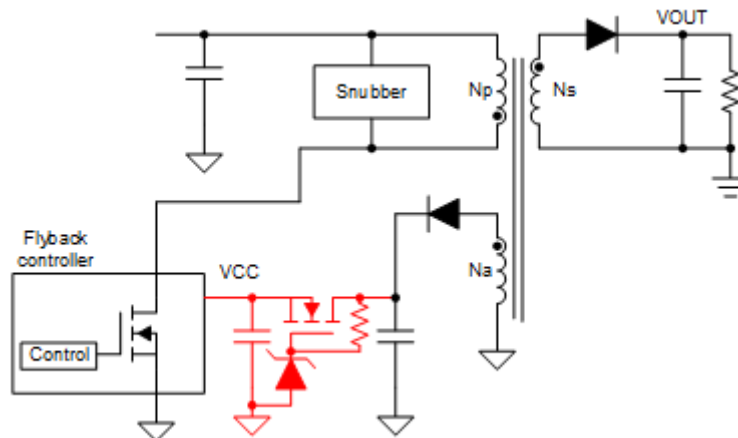 VOUT
Snubber
Np
Ns
Flyback
controller
VCC
Na
Control